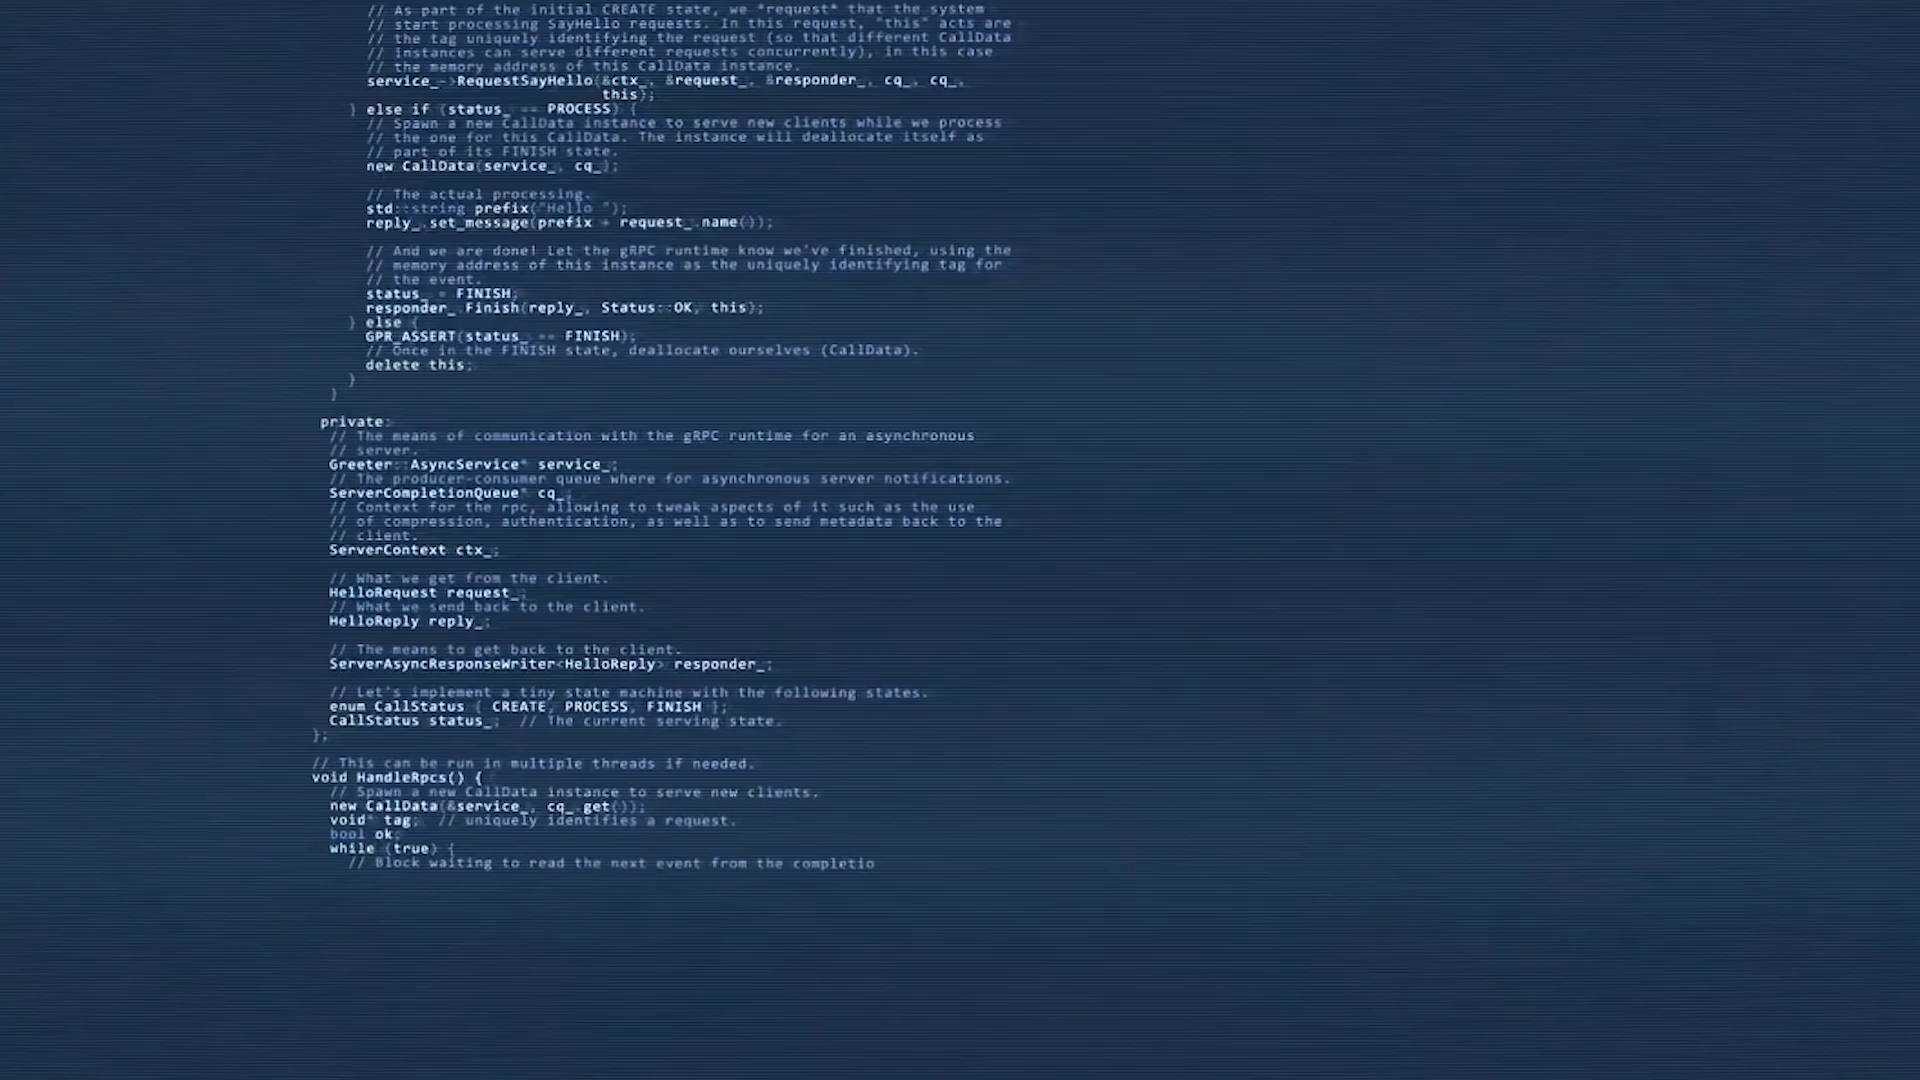 // As part of the initial CREATE state, we *request* that the system
// start processing SayHello requests. In this request, "this" acts are
// the tag uniquely identifying the request (so that different CallData
// instances can serve different requests concurrently), in this case
// the memory address of this CallData instance.
service_->RequestSayHello(&ctx_, &request_, &responder_, cq_, cq_,
this);
} else if (status_ == PROCESS) {
// Spawn a new CallData instance to serve new clients while we process
// the one for this CallData. The instance will deallocate itself as
// part of its FINISH state.
new CallData(service_, cq_);
// The actual processing.
std::string prefix("Hello ");
reply_.set_message(prefix + request_.name());
// And we are done! Let the gRPC runtime know we've finished, using the
// memory address of this instance as the uniquely identifying tag for
// the event.
status_ = FINISH;
responder_.Finish(reply_, Status::OK, this);
} else {
GPR_ASSERT(status_ == FINISH);
// Once in the FINISH state, deallocate ourselves (CallData).
delete this;
}
}
private:
// The means of communication with the gRPC runtime for an asynchronous
// server.
Greeter::AsyncService* service_;
// The producer-consumer queue where for asynchronous server notifications.
ServerCompletionQueue* cq_;
// Context for the rpc, allowing to tweak aspects of it such as the use
// of compression, authentication, as well as to send metadata back to the
// client.
ServerContext ctx_;
// What we get from the client.
HelloRequest request_;
// What we send back to the client.
HelloReply reply_;
// The means to get back to the client.
ServerAsyncResponseWriter<HelloReply> responder_;
// Let's implement a tiny state machine with the following states.
enum CallStatus { CREATE, PROCESS, FINISH };
CallStatus status_; // The current serving state.
};
// This can be run in multiple threads if needed.
void HandleRpcs() {
// Spawn a new CallData instance to serve new clients.
new CallData(&service_, cq_.get());
void* tag; // uniquely identifies a request.
bool ok;
while (true) {
// Block waiting to read the next event from the completio